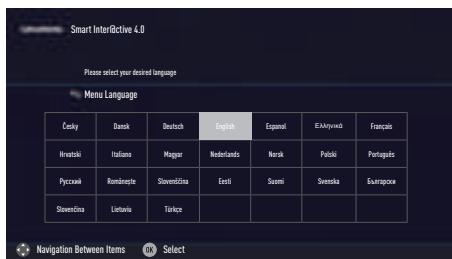 Smart Inter@ctive 4.0
Please select your desired language
Menu Language
Česky Dansk Deutsch English Espanol Ελληνικά Français
Hrvatski Italiano Magyar Nederlands Norsk Polski Português
Русский Româneşte Slovenščina Eesti Suomi Svenska Български
Slovenčina Lietuviu Türkçe
Navigation Between Items OK Select